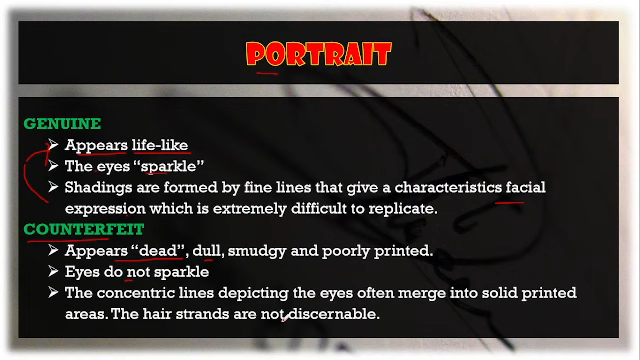 PORTRAIT
GENUINE
➢ Appears life-like
➢ The eyes “sparkle”
➢ Shadings are formed by fine lines that give a characteristics facial
expression which is extremely difficult to replicate.
COUNTERFEIT
➢ Appears “dead”, dull, smudgy and poorly printed.
➢ Eyes do not sparkle
➢ The concentric lines depicting the eyes often merge into solid printed
areas. The hair strands are not discernable.